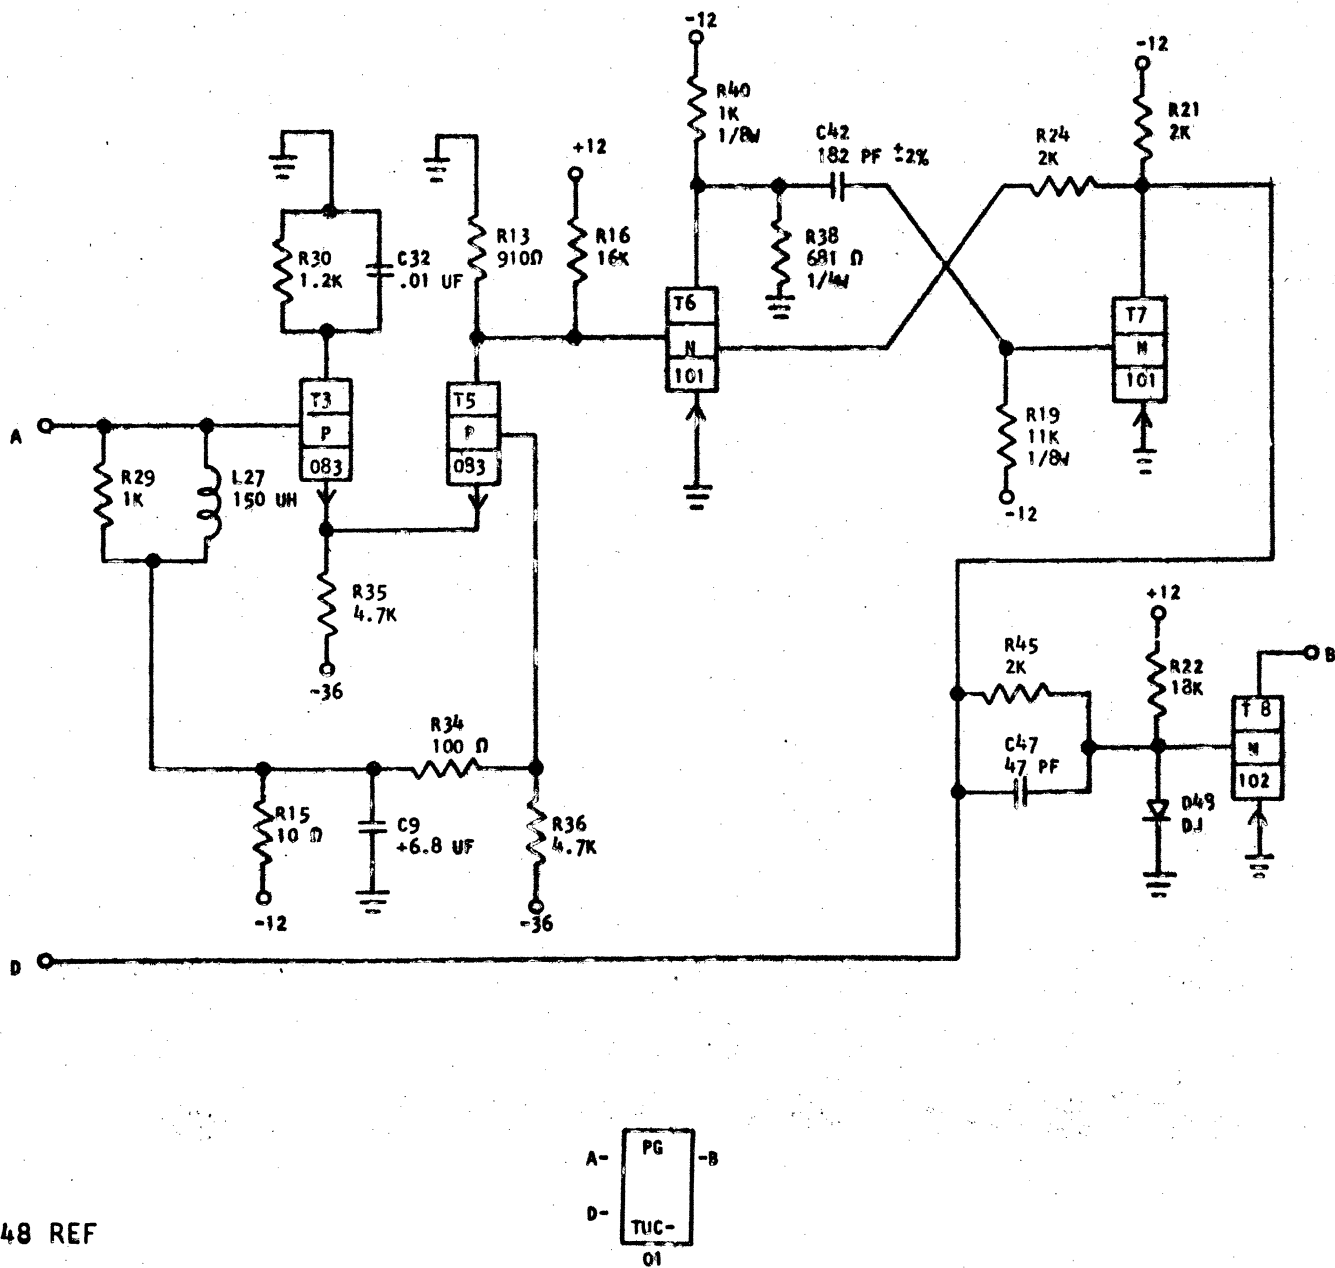 -12
R40
1K
1/8W
-12
R21
2K
C42
182 PF ±2%
R24
2K
+12
R30
1.2K
C32
.01 UF
R13
910Ω
R16
16K
R38
681 Ω
1/4W
T6
N
101
T7
N
101
T3
P
083
T5
P
083
A
R29
1K
L27
150 UH
R19
11K
1/8W
-12
R35
4.7K
-36
+12
R45
2K
R22
18K
B
T8
N
102
R34
100 Ω
C47
47 PF
D49
DJ
R15
10 Ω
C9
+6.8 UF
R36
4.7K
-12
-36
D
PG
A-
-B
D-
TUC-
01
48 REF